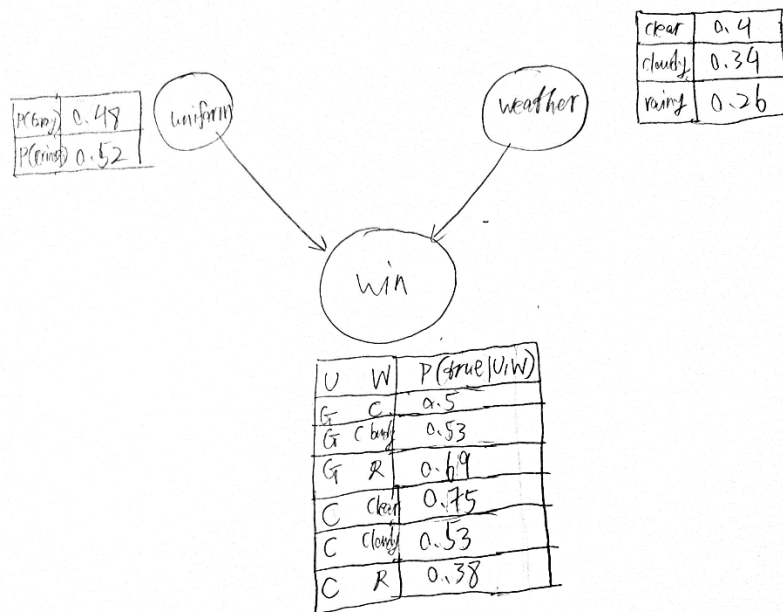 clear 0.4
cloudy 0.34
rainy 0.26
uniform
weather
P(Gray) 0.48
0.52
win
U W P(true|U,W)
G C 0.5
G Cloudy 0.53
G R 0.69
C Clear 0.75
C Cloudy 0.53
C R 0.38